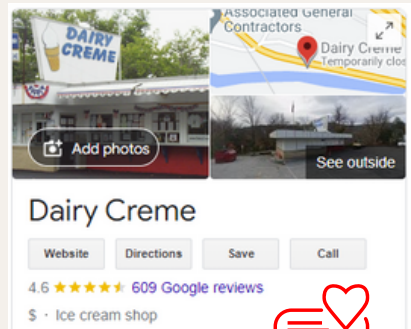 DAIRY
CREME
Associated General
Contractors
Dairy Creme
Temporarily clos
Add photos
See outside
Dairy Creme
Website
Directions
Save
Call
4.6 609 Google reviews
$ · Ice cream shop